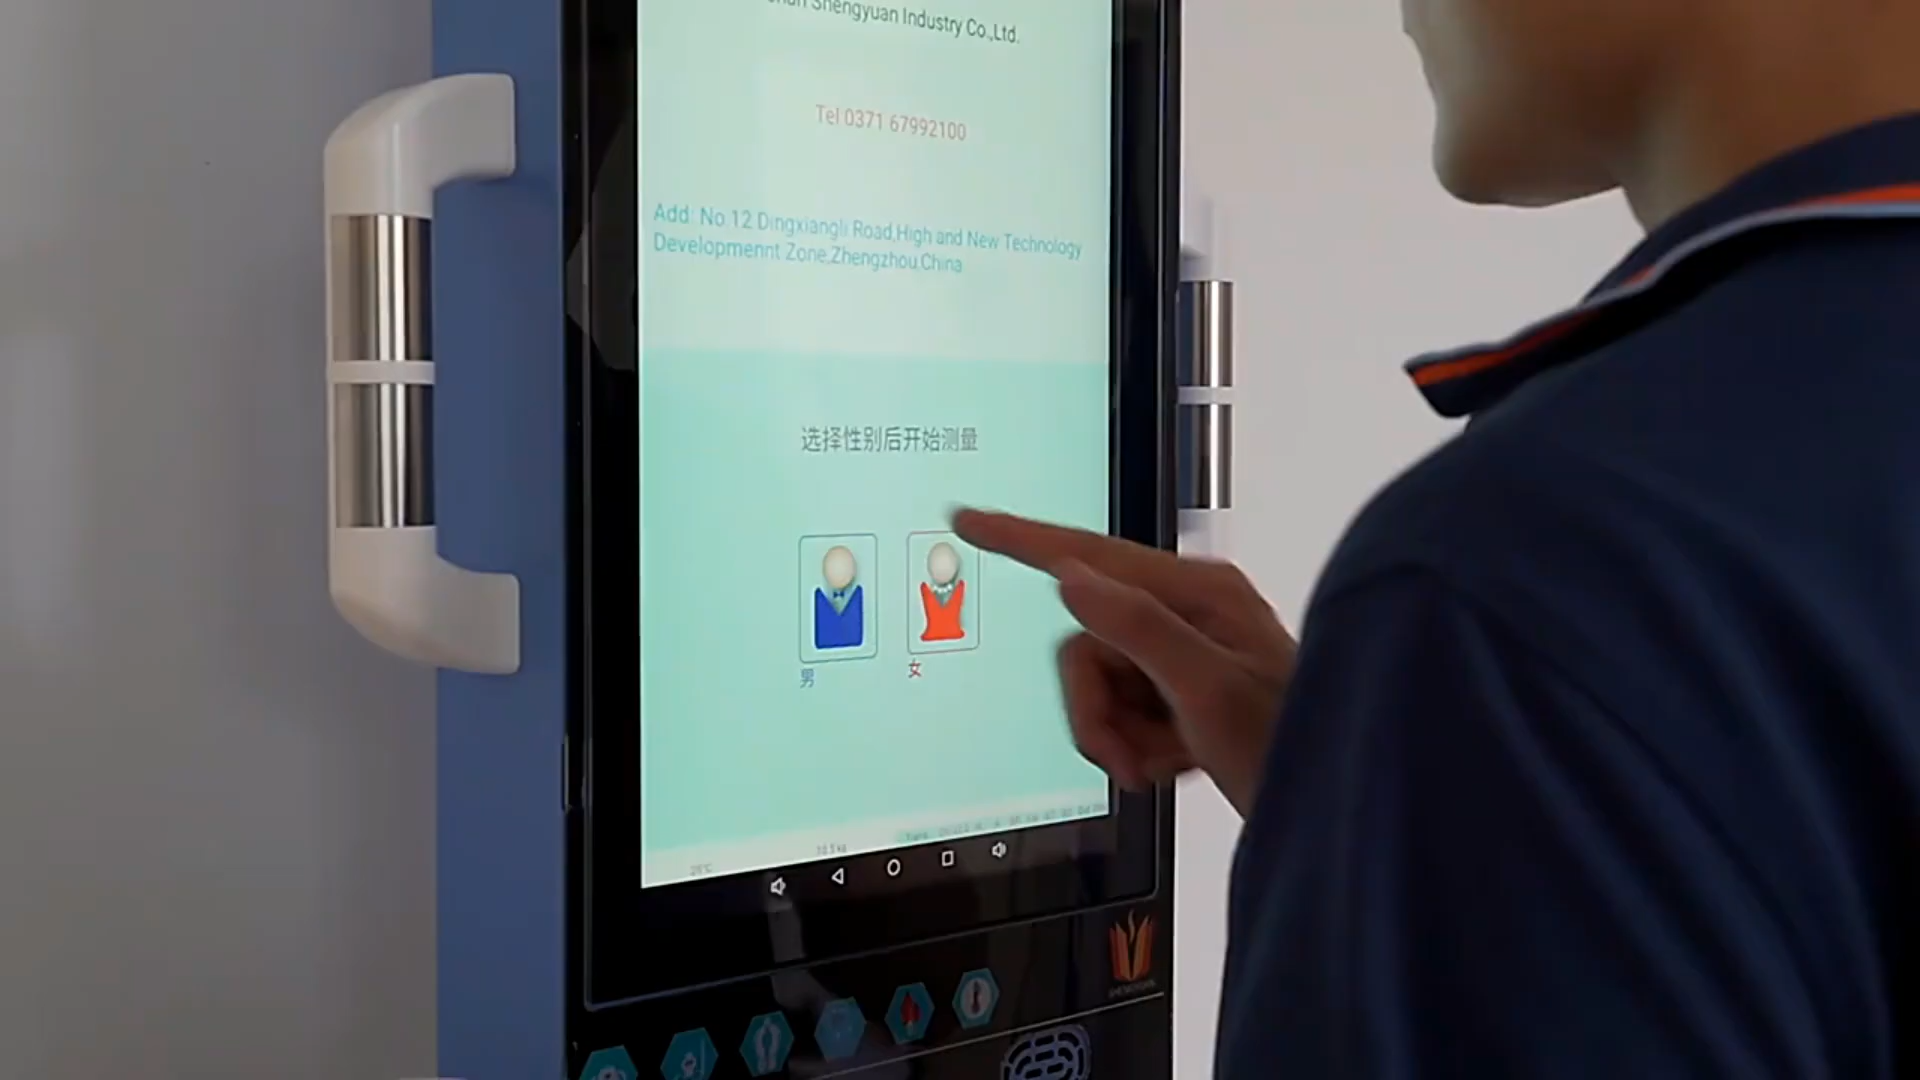 Shengyuan Industry Co.,Ltd.
Tel 0371 67992100
Add: No.12 Dingxiangli Road,High and New Technology
Developmennt Zone,Zhengzhou,China
选择性别后开始测量
男
女
SHENGYUAN